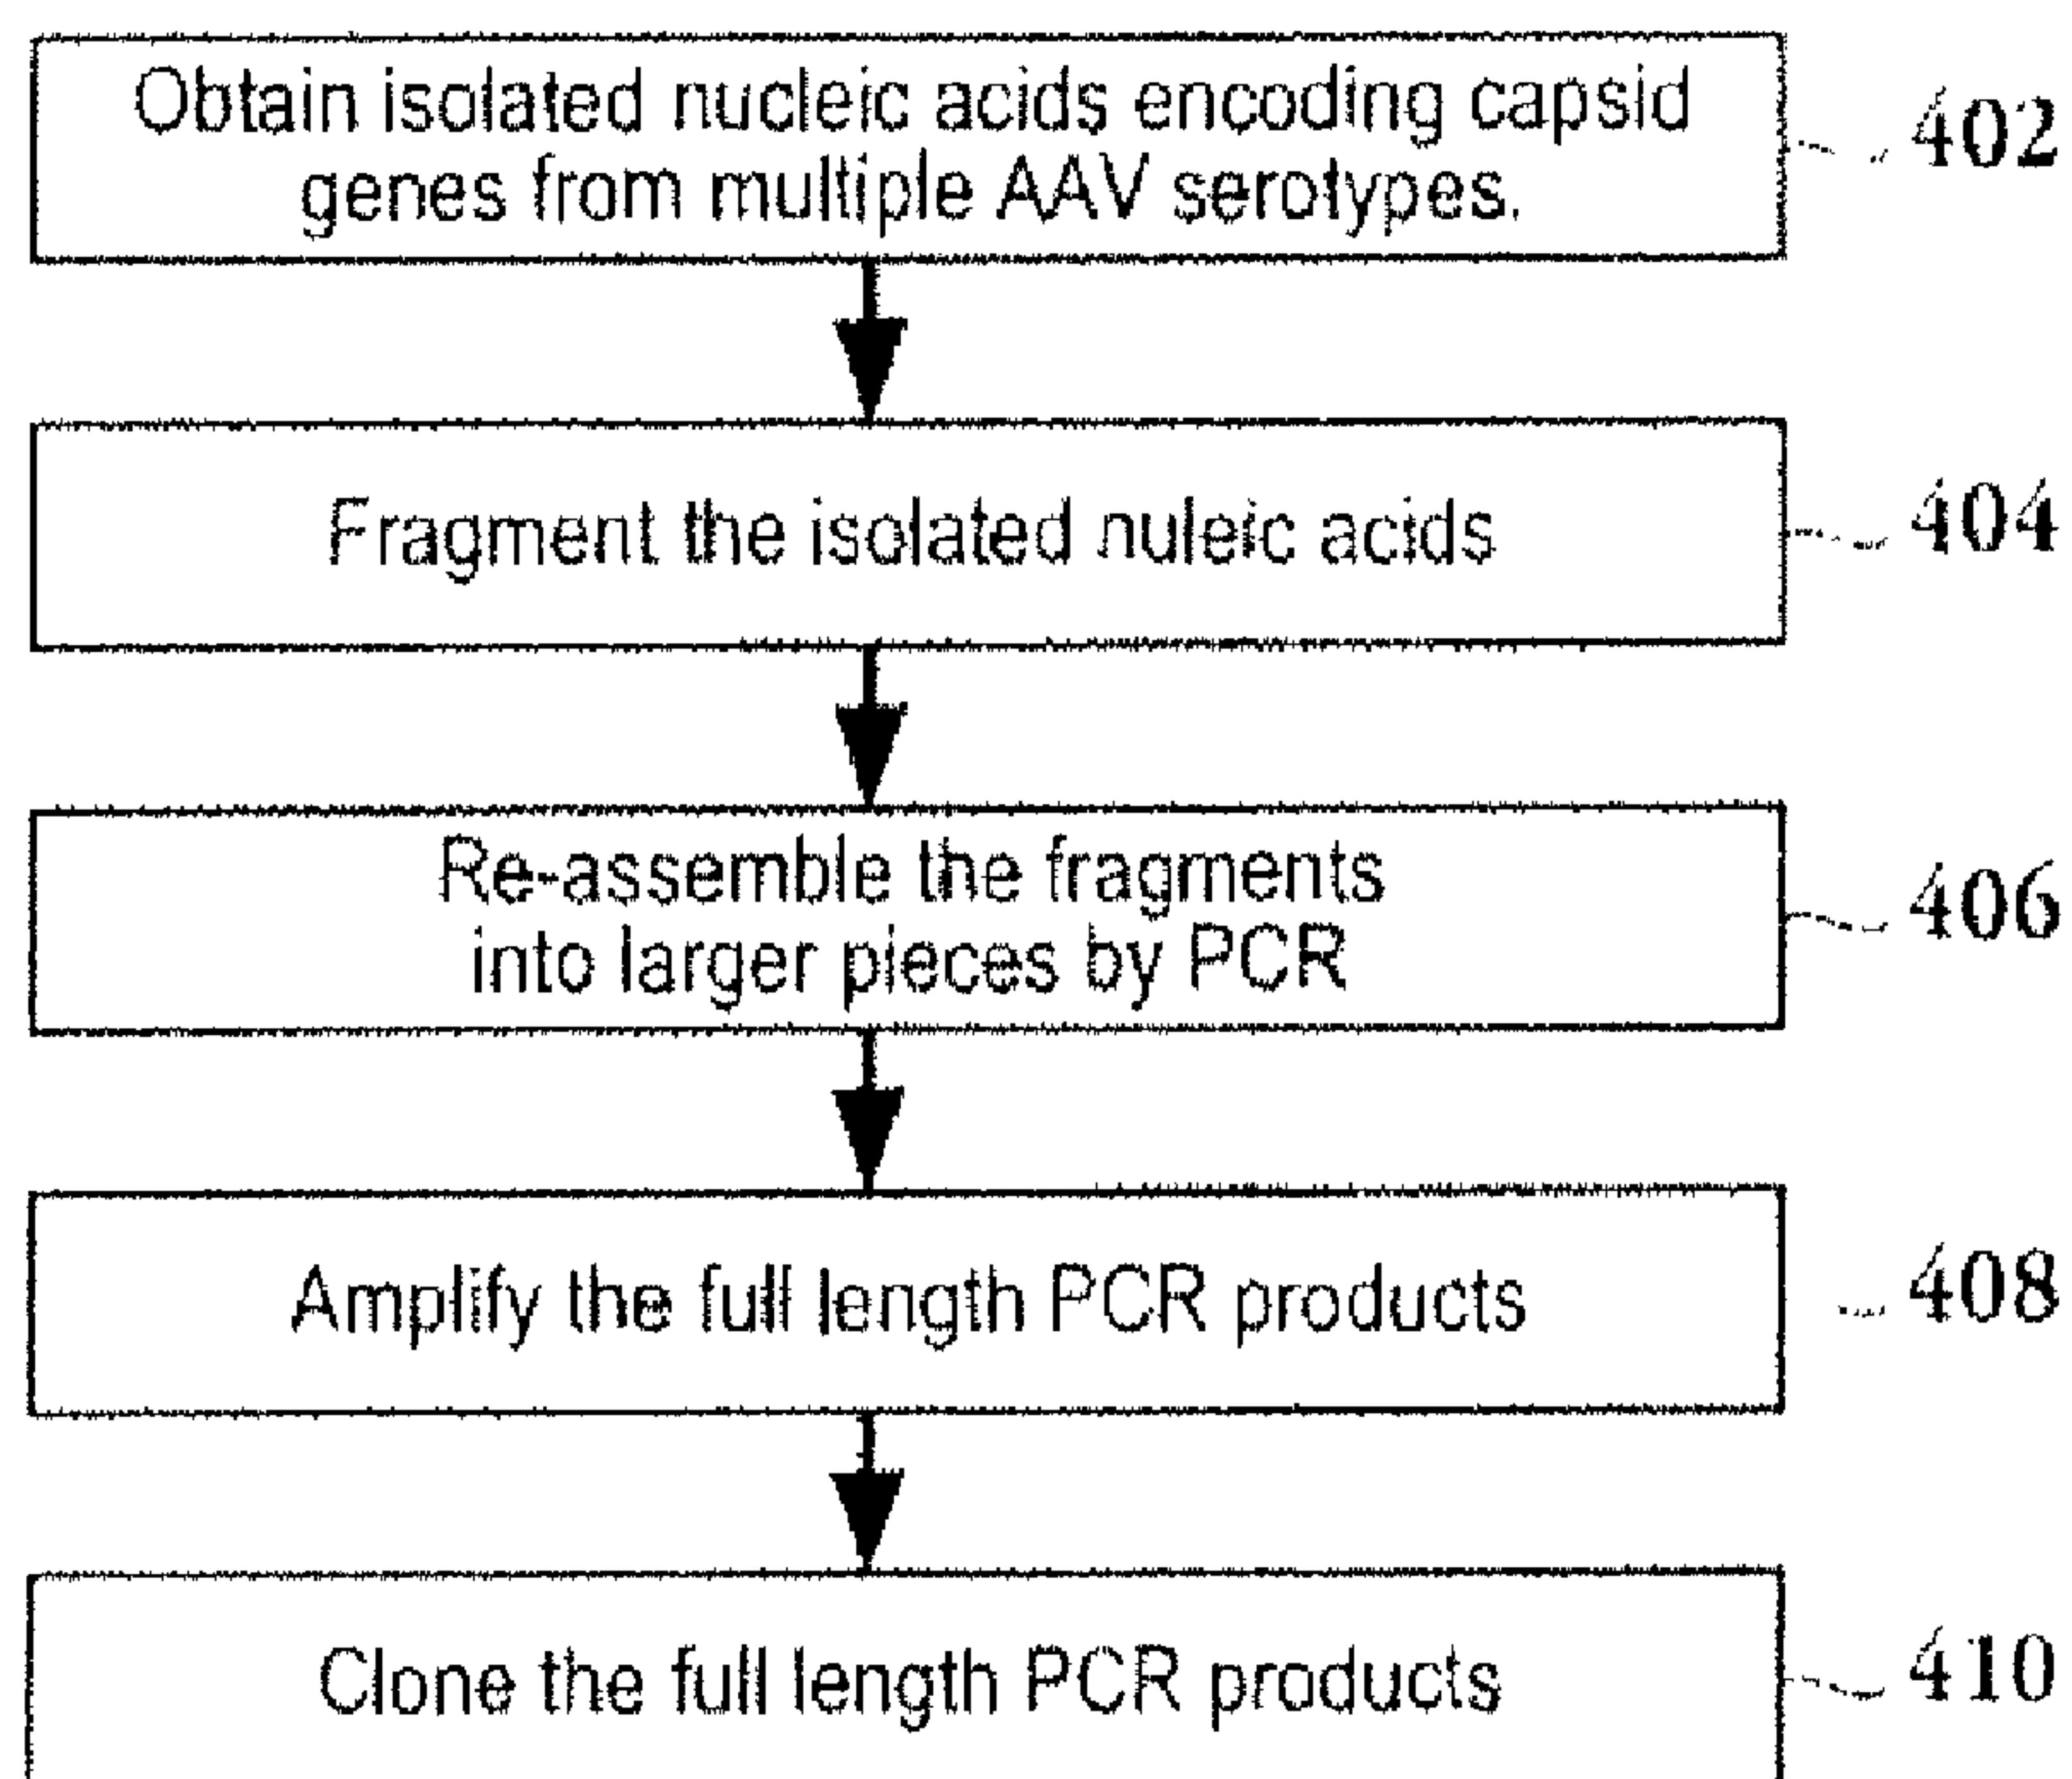 Obtain isolated nucleic acids encoding capsid
genes from multiple AAV serotypes.
402
Fragment the isolated nuleic acids
404
Re-assemble the fragments
into larger pieces by PCR
406
Amplify the full length PCR products
408
Clone the full length PCR products
410